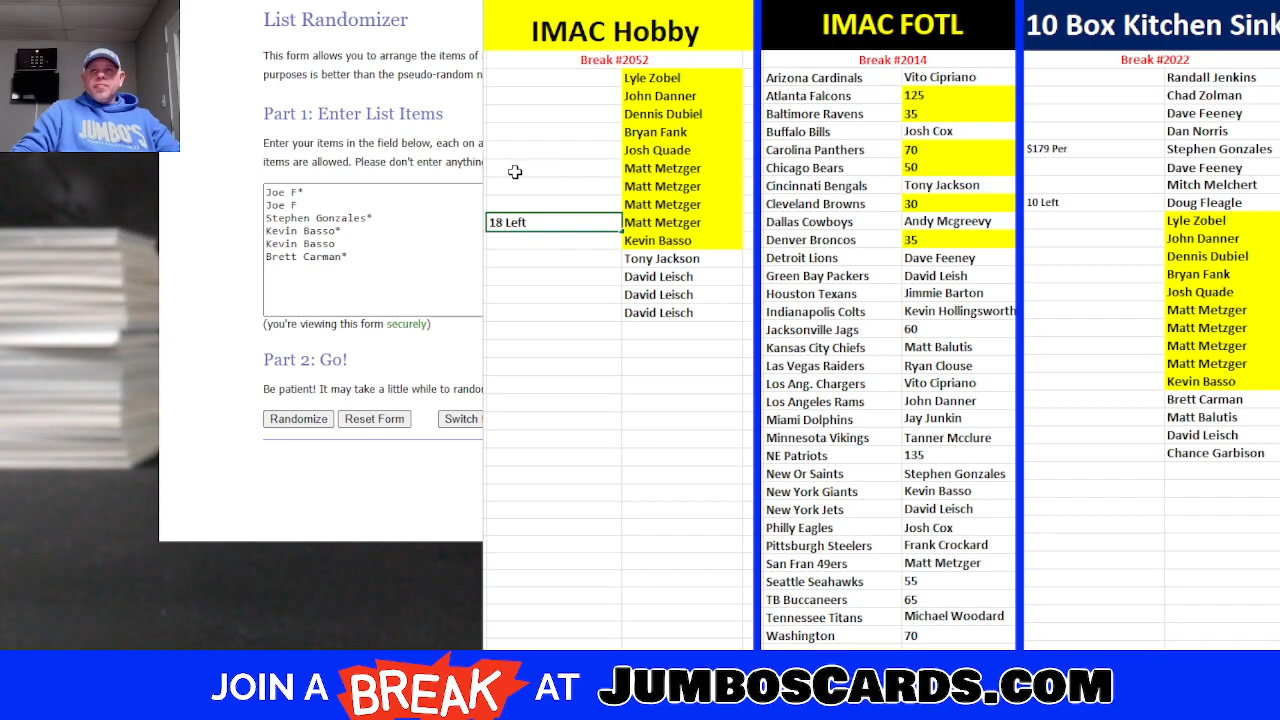 JUMBO'S
List Randomizer
This form allows you to arrange the items of
purposes is better than the pseudo-random n
Part 1: Enter List Items
Enter your items in the field below, each on a
items are allowed. Please don't enter anythin
Joe F*
Joe F
Stephen Gonzales*
Kevin Basso*
Kevin Basso
Brett Carman*
(you're viewing this form securely)
Part 2: Go!
Be patient! It may take a little while to rando
Randomize Reset Form Switch
IMAC Hobby
Break #2052
Lyle Zobel
John Danner
Dennis Dubiel
Bryan Fank
Josh Quade
Matt Metzger
Matt Metzger
Matt Metzger
18 Left Matt Metzger
Kevin Basso
Tony Jackson
David Leisch
David Leisch
David Leisch
IMAC FOTL
Break #2014
Arizona Cardinals Vito Cipriano
Atlanta Falcons 125
Baltimore Ravens 35
Buffalo Bills Josh Cox
Carolina Panthers 70
Chicago Bears 50
Cincinnati Bengals Tony Jackson
Cleveland Browns 30
Dallas Cowboys Andy Mcgreevy
Denver Broncos 35
Detroit Lions Dave Feeney
Green Bay Packers David Leish
Houston Texans Jimmie Barton
Indianapolis Colts Kevin Hollingsworth
Jacksonville Jags 60
Kansas City Chiefs Matt Balutis
Las Vegas Raiders Ryan Clouse
Los Ang. Chargers Vito Cipriano
Los Angeles Rams John Danner
Miami Dolphins Jay Junkin
Minnesota Vikings Tanner Mcclure
NE Patriots 135
New Or Saints Stephen Gonzales
New York Giants Kevin Basso
New York Jets David Leisch
Philly Eagles Josh Cox
Pittsburgh Steelers Frank Crockard
San Fran 49ers Matt Metzger
Seattle Seahawks 55
TB Buccaneers 65
Tennessee Titans Michael Woodard
Washington 70
10 Box Kitchen Sink
Break #2022
Randall Jenkins
Chad Zolman
Dave Feeney
Dan Norris
$179 Per Stephen Gonzales
Dave Feeney
Mitch Melchert
10 Left Doug Fleagle
Lyle Zobel
John Danner
Dennis Dubiel
Bryan Fank
Josh Quade
Matt Metzger
Matt Metzger
Matt Metzger
Matt Metzger
Kevin Basso
Brett Carman
Matt Balutis
David Leisch
Chance Garbison
JOIN A BREAK AT JUMBOSCARDS.COM